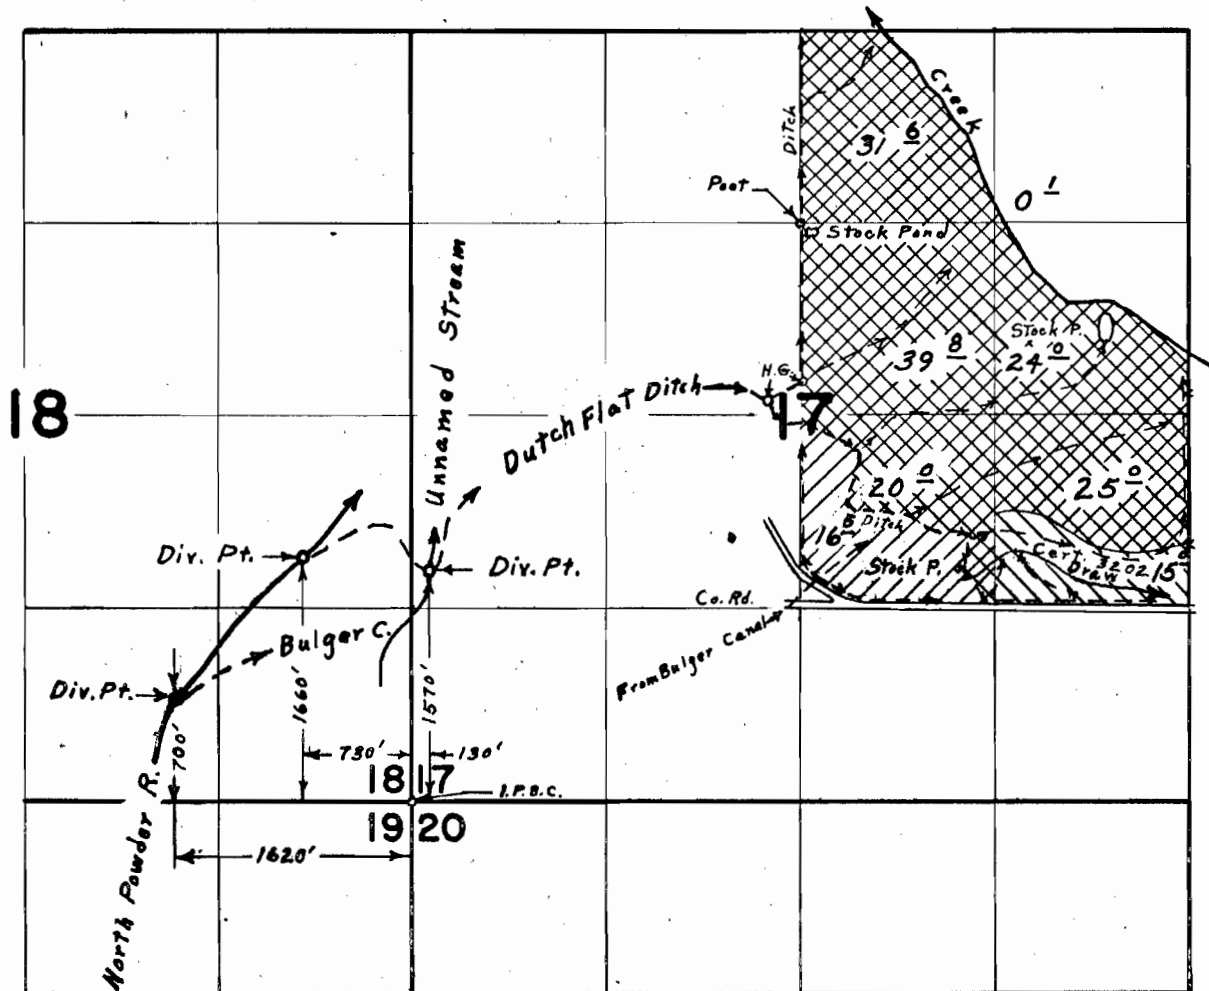 Creek
31 6
0 1
Ditch
Post
Stock Pond
Unnamed Stream
Stock P.
39 8
24 0
H.G.
18
17
Dutch Flat Ditch
20 0
25 0
16 5
Ditch
Div. Pt.
Div. Pt.
Cert. 3202
Draw
15
Stock P.
Co. Rd.
Bulger C.
From Bulger Canal
Div. Pt.
1660'
1570'
700'
730'
130'
18 17
I.P.B.C.
19 20
1620'
North Powder R.